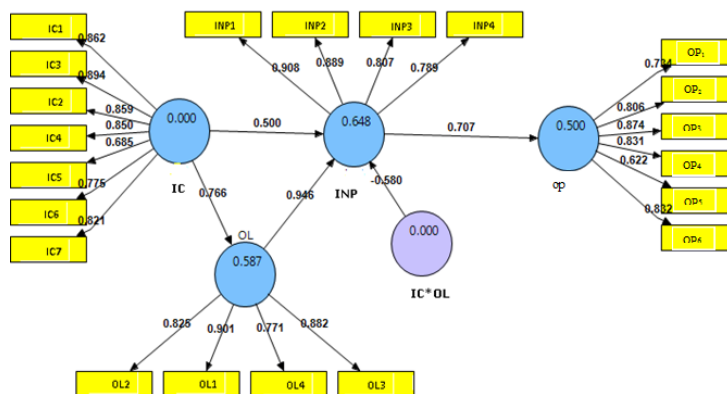 IC1
IC3
IC2
IC4
IC5
IC6
IC7
0.862
0.894
0.859
0.850
0.685
0.775
0.821
0.000
IC
INP1
INP2
INP3
INP4
0.908
0.889
0.807
0.789
0.500
0.648
INP
0.707
0.500
op
0.734
0.806
0.874
0.831
0.622
0.832
OP1
OP2
OP3
OP4
OP5
OP6
0.766
0.946
-0.580
OL
0.587
0.000
IC*OL
0.825
0.901
0.771
0.882
OL2
OL1
OL4
OL3